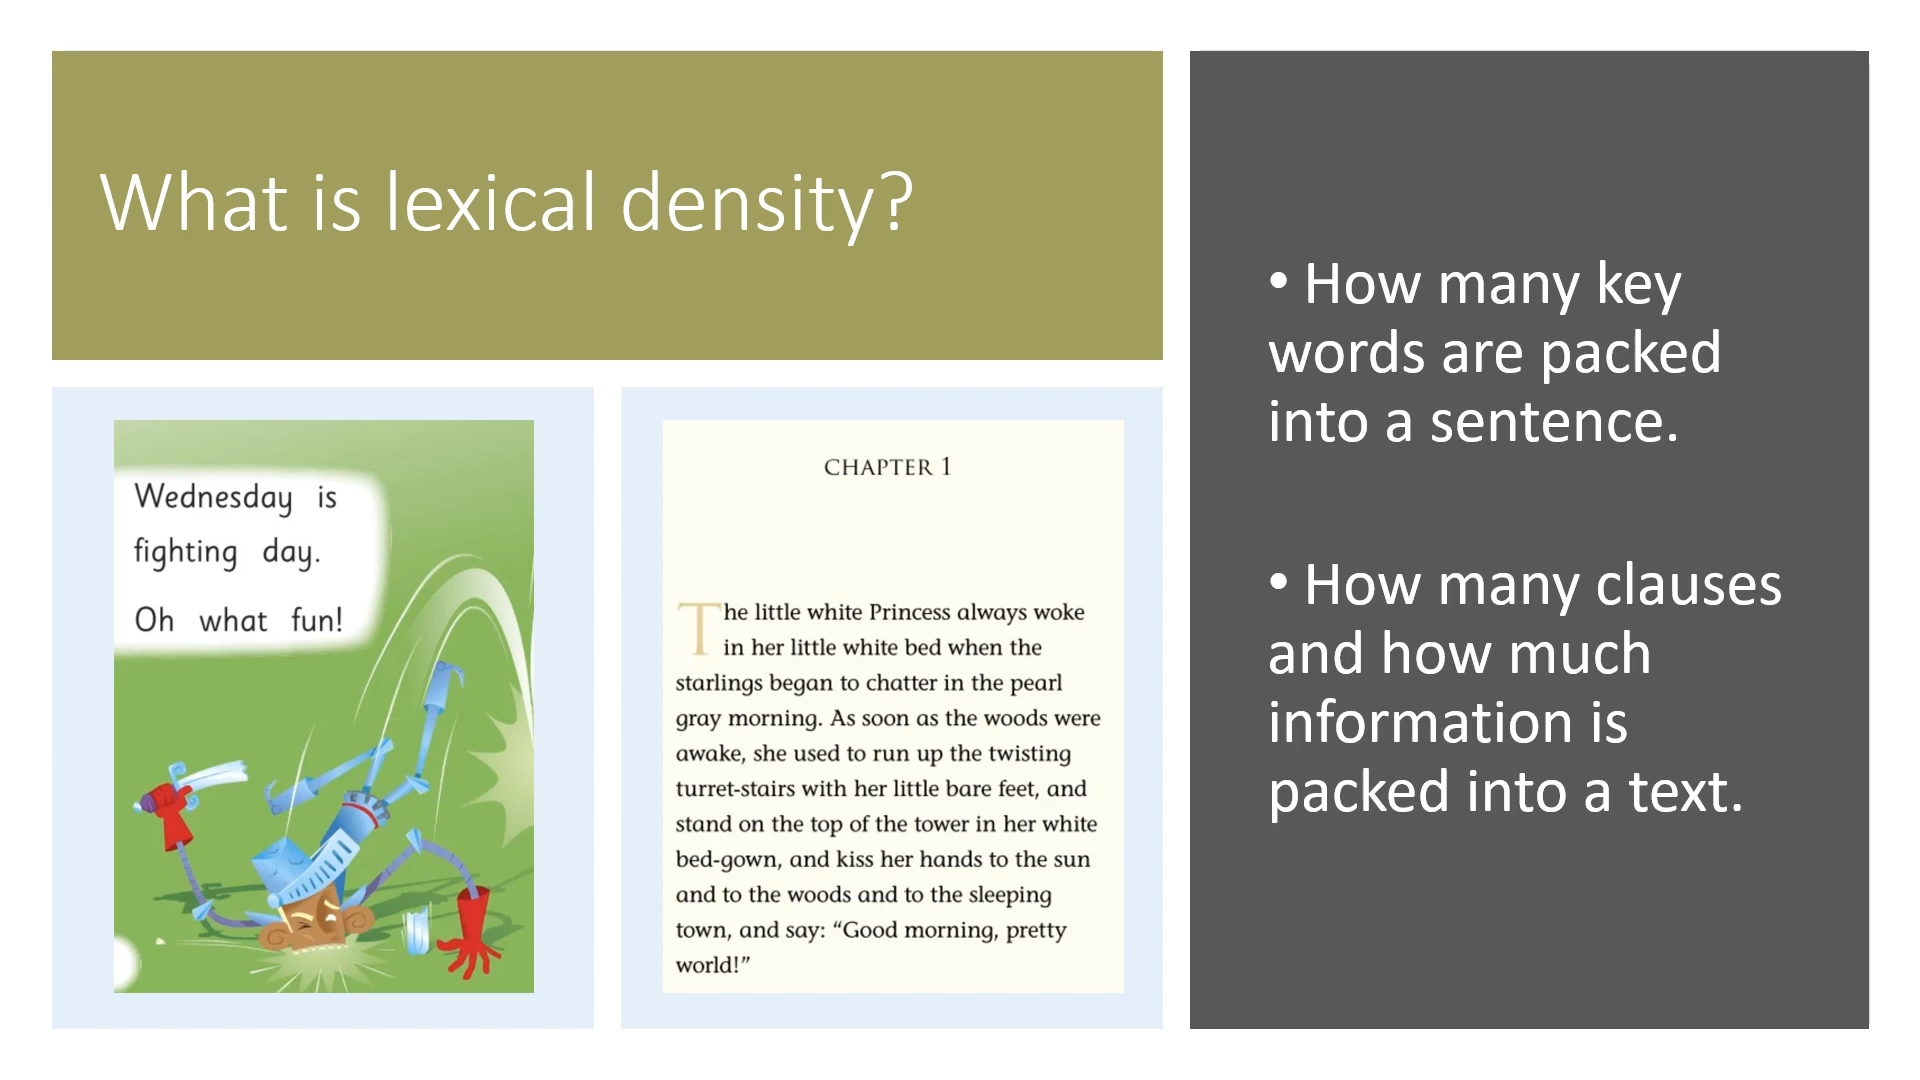 What is lexical density?
Wednesday is
fighting day.
Oh what fun!
CHAPTER 1
The little white Princess always woke
in her little white bed when the
starlings began to chatter in the pearl
gray morning. As soon as the woods were
awake, she used to run up the twisting
turret-stairs with her little bare feet, and
stand on the top of the tower in her white
bed-gown, and kiss her hands to the sun
and to the woods and to the sleeping
town, and say: “Good morning, pretty
world!”
• How many key
words are packed
into a sentence.
• How many clauses
and how much
information is
packed into a text.